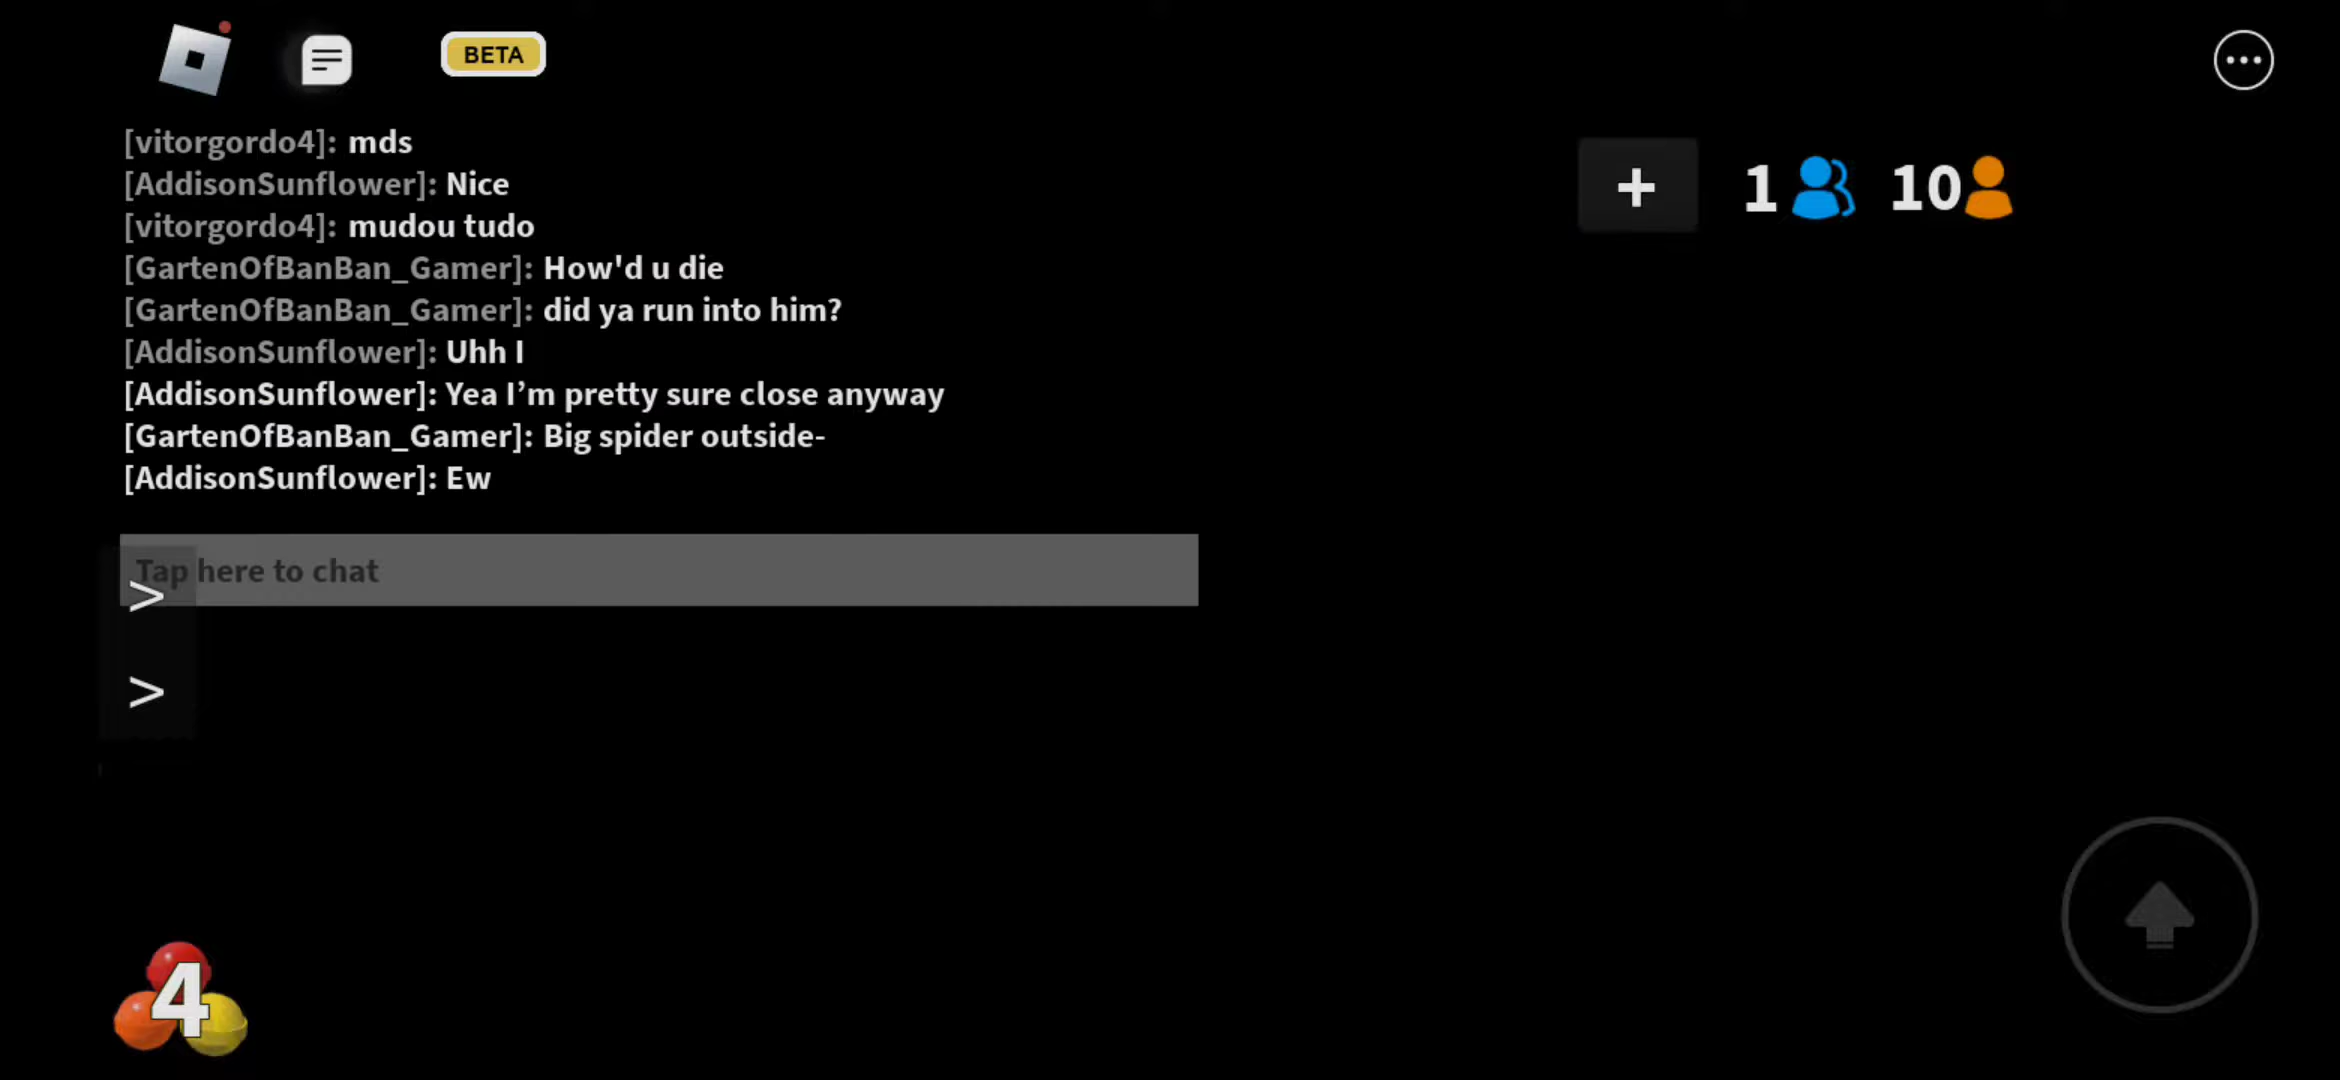 BETA
[vitorgordo4]: mds
[AddisonSunflower]: Nice
[vitorgordo4]: mudou tudo
[GartenOfBanBan_Gamer]: How'd u die
[GartenOfBanBan_Gamer]: did ya run into him?
[AddisonSunflower]: Uhh I
[AddisonSunflower]: Yea I’m pretty sure close anyway
[GartenOfBanBan_Gamer]: Big spider outside-
[AddisonSunflower]: Ew
+ 1 10
Tap here to chat
>
>
4